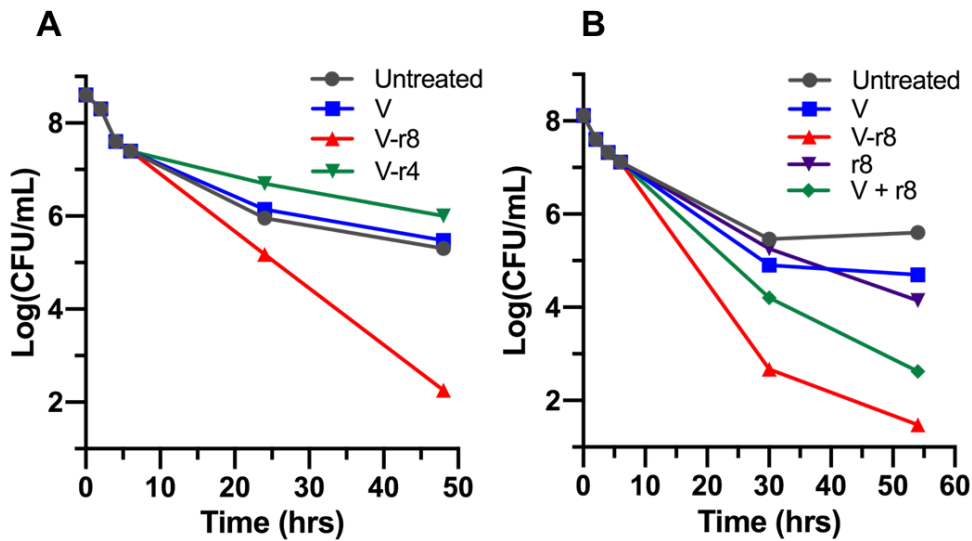 A
Untreated
V
V-r8
V-r4
8
6
4
2
0
10
20
30
40
50
Log(CFU/mL)
Time (hrs)
B
Untreated
V
V-r8
r8
V + r8
8
6
4
2
0
10
20
30
40
50
60
Log(CFU/mL)
Time (hrs)